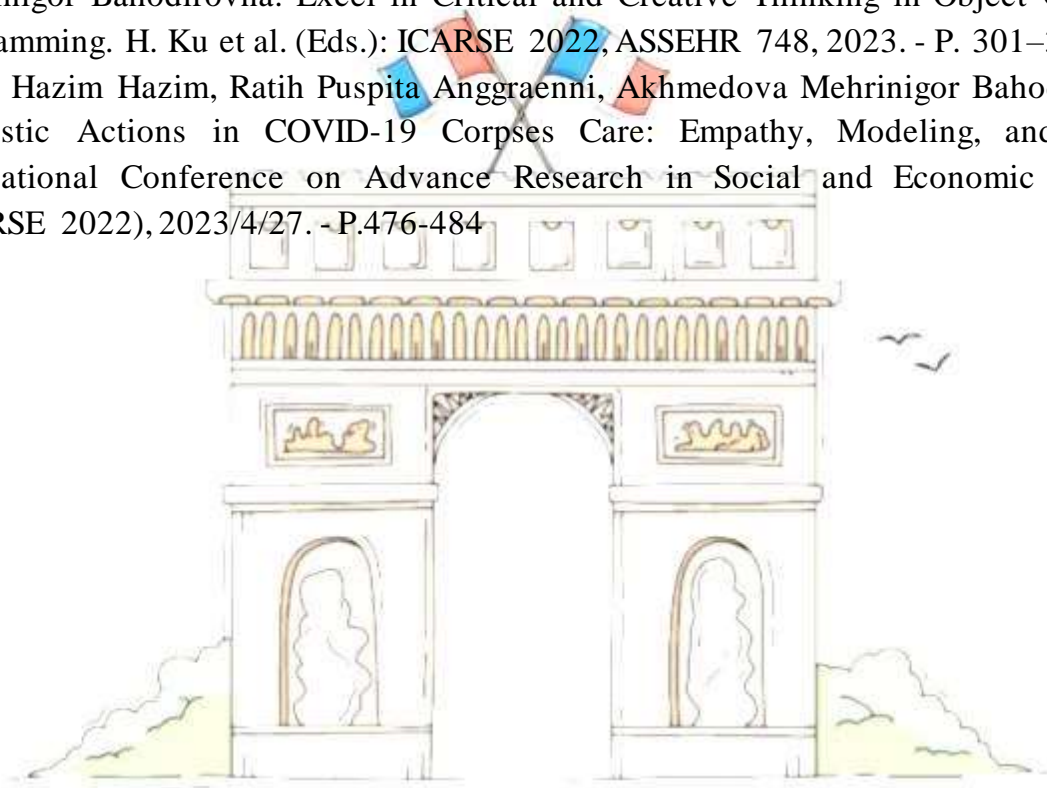 nigor Bahodirovna. Excel in Critical and Creative Thinking in Object
amming. H. Ku et al. (Eds.): ICARSE 2022, ASSEHR 748, 2023. - P. 301–
Hazim Hazim, Ratih Puspita Anggraenni, Akhmedova Mehrinigor Baho
stic Actions in COVID-19 Corpses Care: Empathy, Modeling, and
ational Conference on Advance Research in Social and Economic
RSE 2022), 2023/4/27. - P.476-484